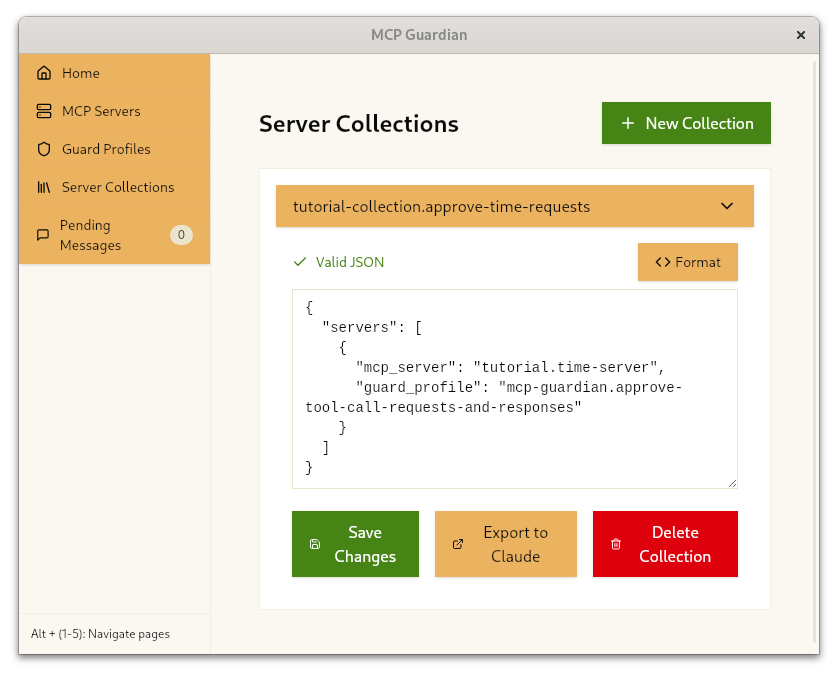 MCP Guardian
Home
MCP Servers
Guard Profiles
Server Collections
Pending
Messages
0
Alt + (1-5): Navigate pages
Server Collections
New Collection
tutorial-collection.approve-time-requests
Valid JSON
Format
{
  "servers": [
    {
      "mcp_server": "tutorial.time-server",
      "guard_profile": "mcp-guardian.approve-
tool-call-requests-and-responses"
    }
  ]
}
Save
Changes
Export to
Claude
Delete
Collection